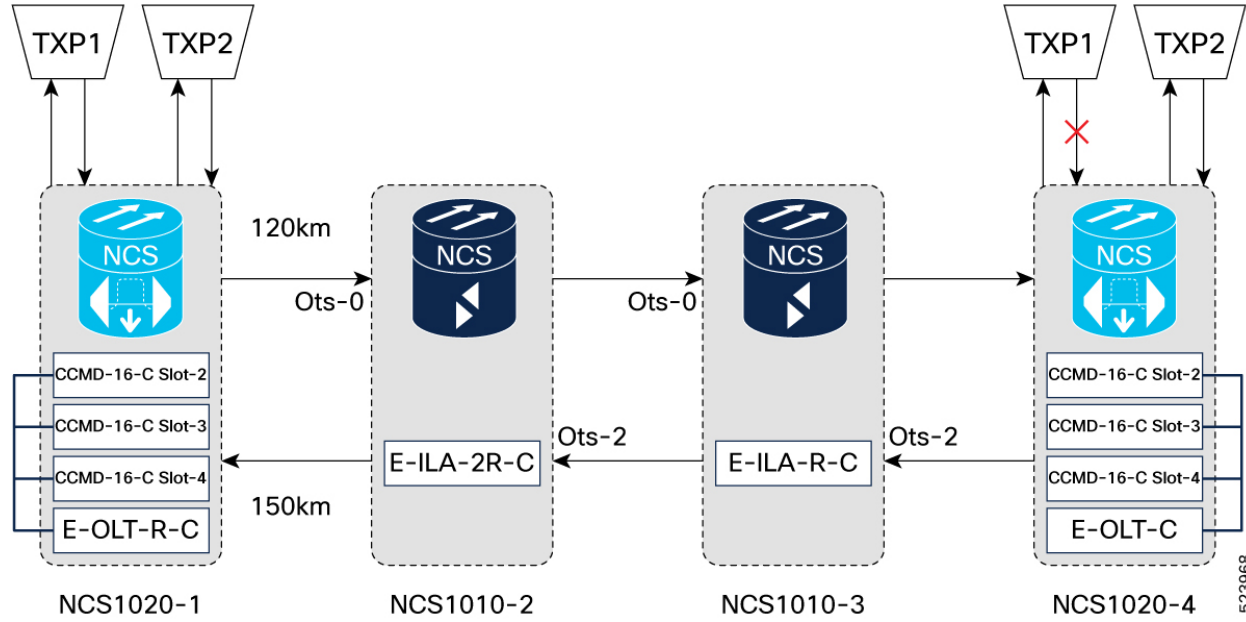 TXP1
TXP2
TXP1
TXP2
NCS
NCS
NCS
NCS
120km
Ots-0
Ots-0
CCMD-16-C Slot-2
CCMD-16-C Slot-3
CCMD-16-C Slot-4
E-OLT-R-C
150km
E-ILA-2R-C
Ots-2
E-ILA-R-C
Ots-2
CCMD-16-C Slot-2
CCMD-16-C Slot-3
CCMD-16-C Slot-4
E-OLT-C
NCS1020-1
NCS1010-2
NCS1010-3
NCS1020-4
523968